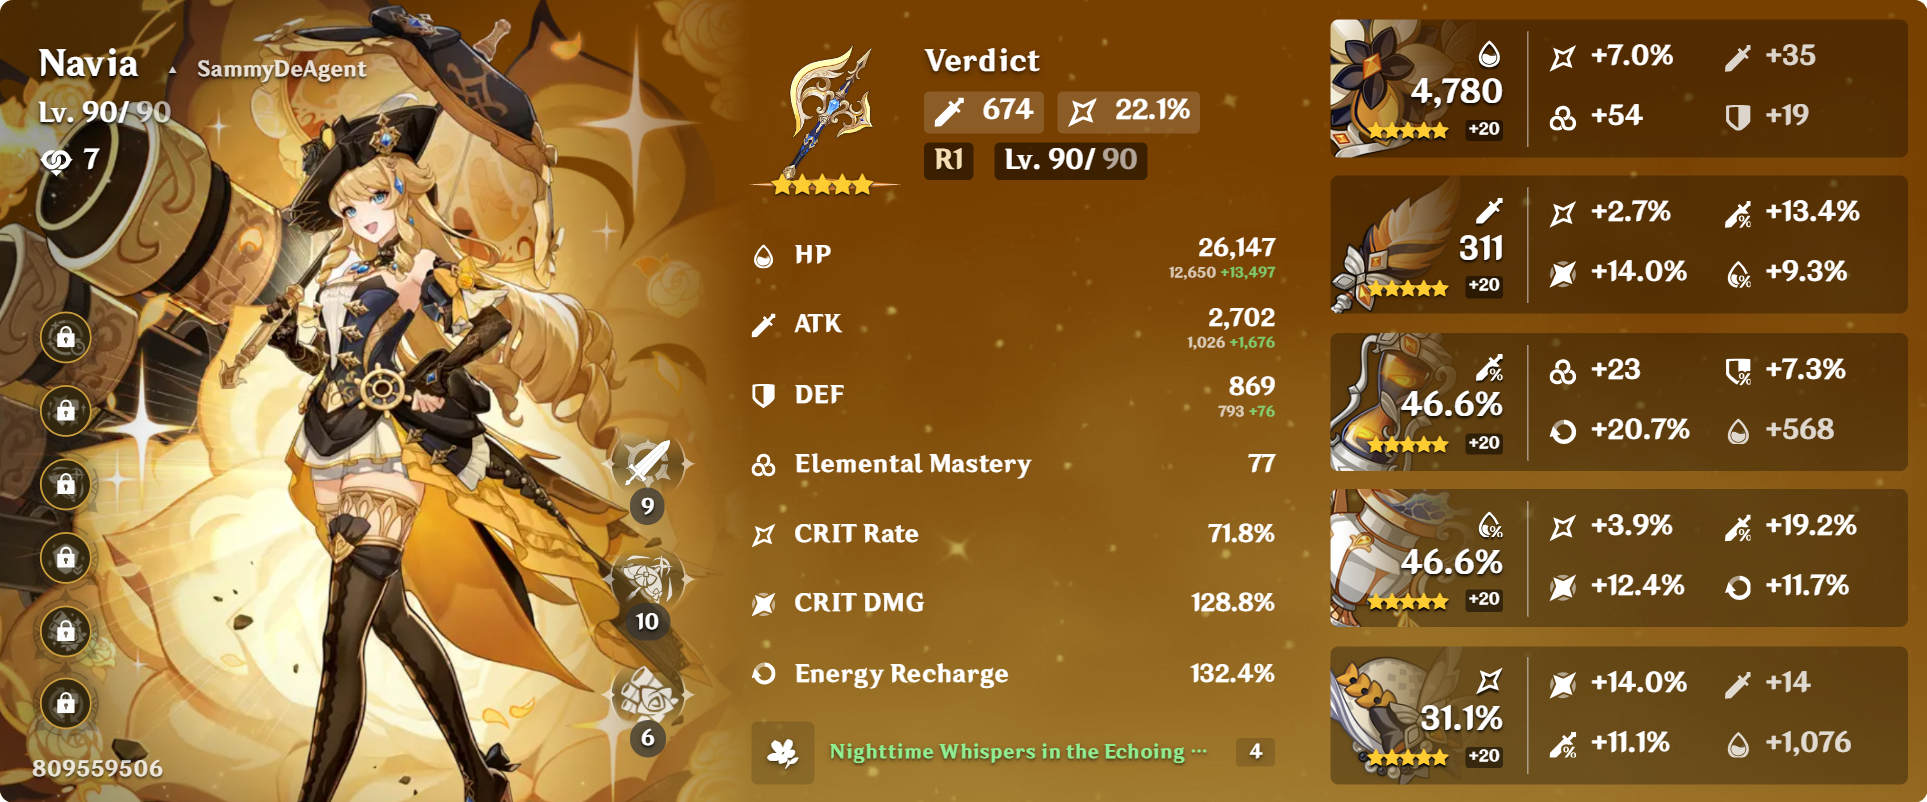 Navia ▲ SammyDeAgent
Lv. 90/ 90
7
9
10
6
809559506
Verdict
674 22.1%
R1 Lv. 90/ 90
HP 26,147
12,650 +13,497
ATK 2,702
1,026 +1,676
DEF 869
793 +76
Elemental Mastery 77
CRIT Rate 71.8%
CRIT DMG 128.8%
Energy Recharge 132.4%
Nighttime Whispers in the Echoing ··· 4
4,780
+20
+7.0% +35
+54 +19
311
+20
+2.7% +13.4%
+14.0% +9.3%
46.6%
+20
+23 +7.3%
+20.7% +568
46.6%
+20
+3.9% +19.2%
+12.4% +11.7%
31.1%
+20
+14.0% +14
+11.1% +1,076